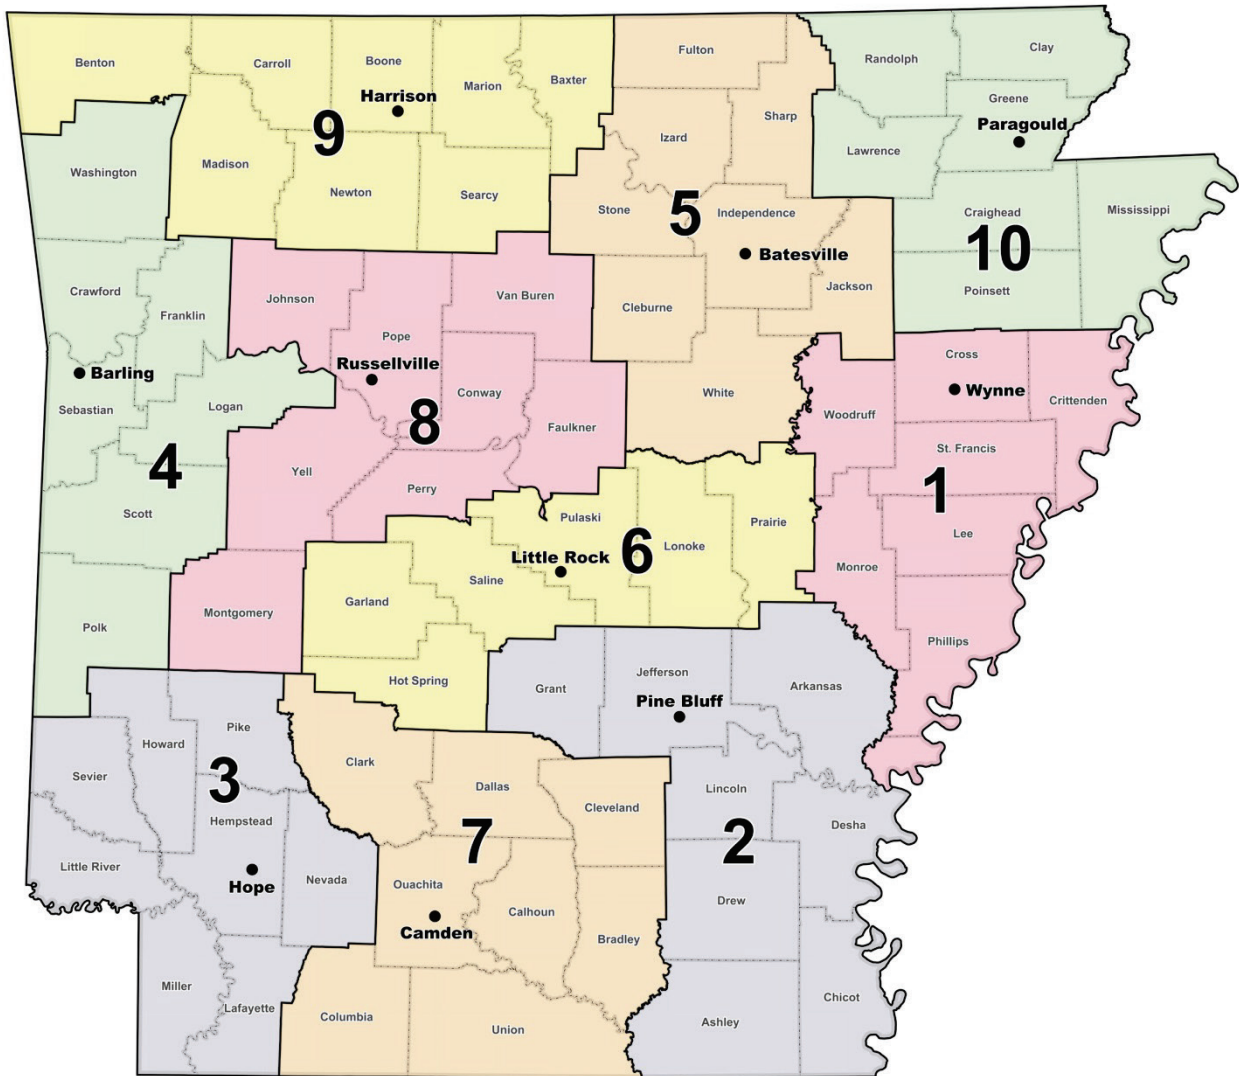 Benton
Carroll
Boone
Marion
Baxter
Fulton
Randolph
Clay
Harrison
9
Sharp
Greene
Paragould
Izard
Lawrence
Washington
Madison
Newton
Searcy
Stone
5
Independence
Batesville
Craighead
10
Mississippi
Poinsett
Crawford
Franklin
Johnson
Van Buren
Cleburne
Jackson
Pope
Russellville
Barling
Sebastian
Logan
Conway
8
Faulkner
White
Cross
Wynne
Crittenden
Woodruff
St. Francis
1
4
Yell
Perry
Scott
Pulaski
6
Lonoke
Prairie
Little Rock
Lee
Saline
Monroe
Garland
Montgomery
Polk
Phillips
Hot Spring
Grant
Jefferson
Pine Bluff
Arkansas
Howard
Pike
Clark
Sevier
3
Dallas
Cleveland
Lincoln
Desha
Hempstead
7
2
Little River
Hope
Nevada
Ouachita
Camden
Calhoun
Bradley
Drew
Miller
Lafayette
Columbia
Union
Ashley
Chicot